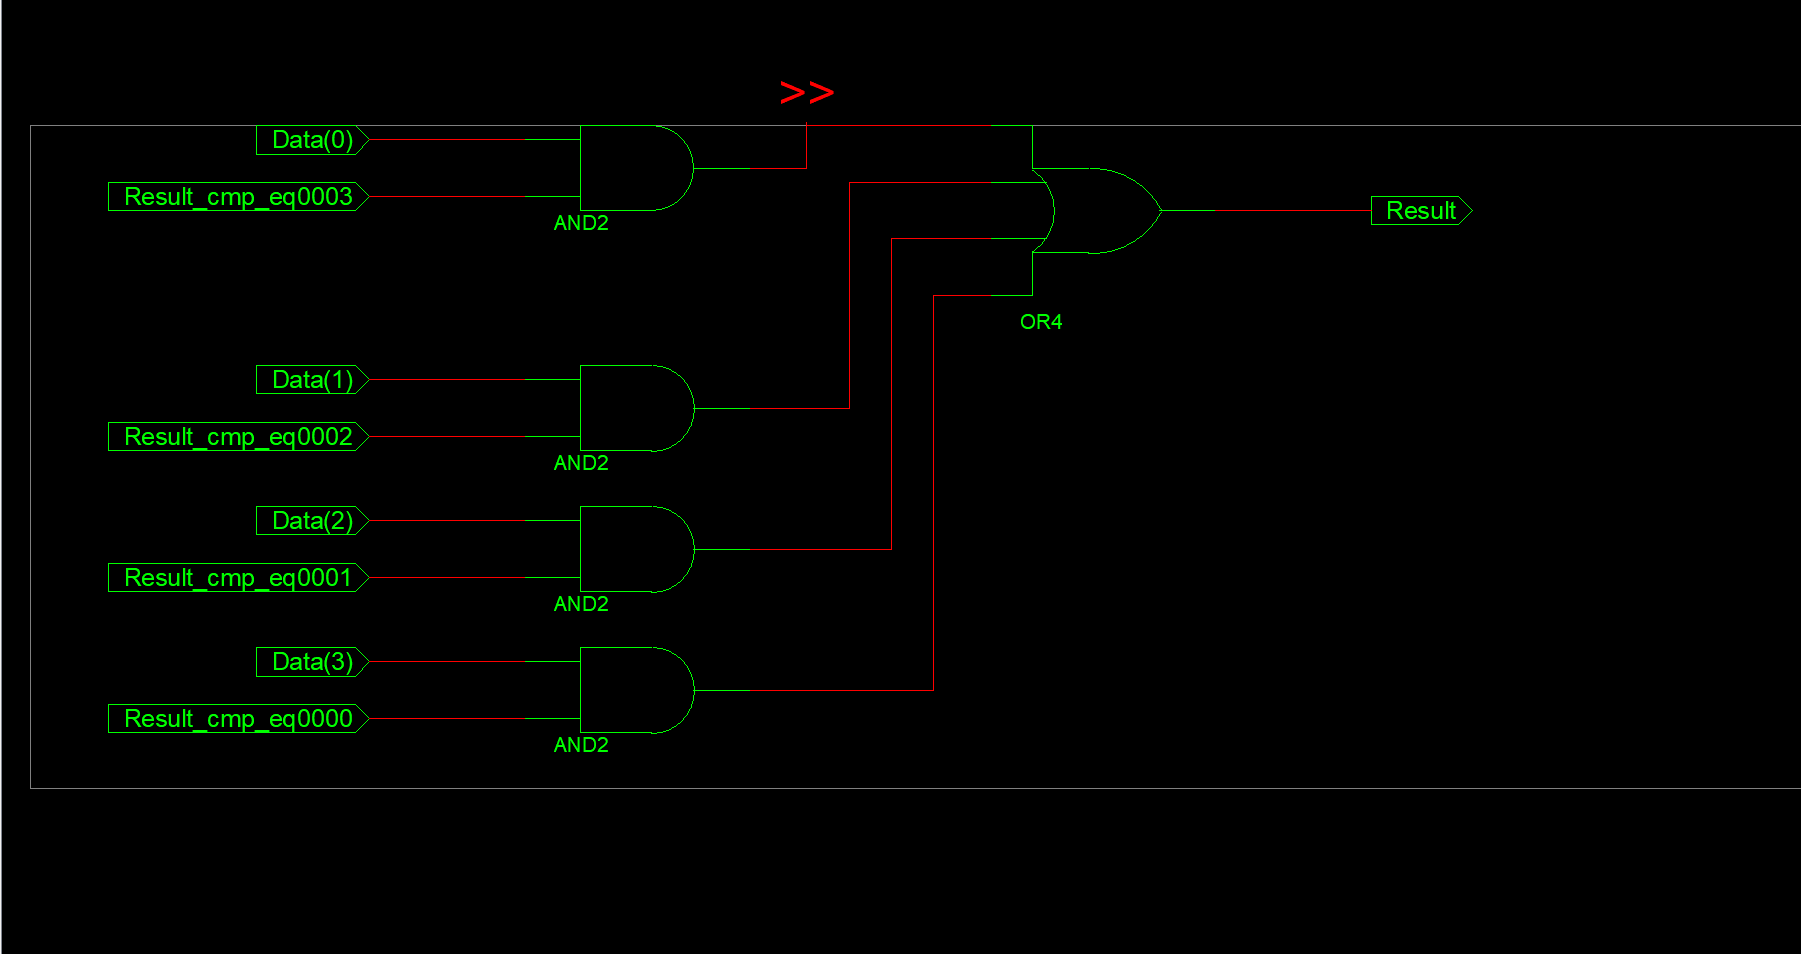 >>
Data(0)
Result_cmp_eq0003
AND2
Result
OR4
Data(1)
Result_cmp_eq0002
AND2
Data(2)
Result_cmp_eq0001
AND2
Data(3)
Result_cmp_eq0000
AND2